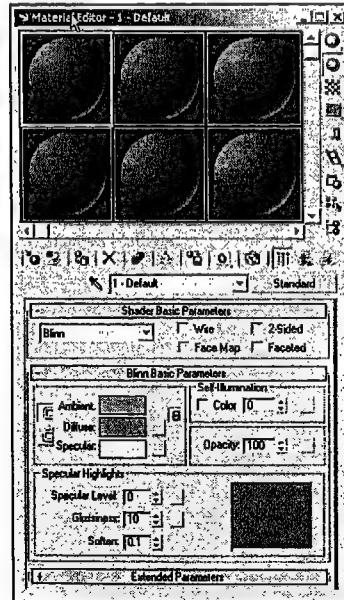 Material Editor - 1 - Default
1 - Default Standard
Shader Basic Parameters
Blinn Wire 2-Sided
Face Map Faceted
Blinn Basic Parameters
Self-Illumination
Ambient: Color 0
Diffuse:
Specular: Opacity: 100
Specular Highlights
Specular Level: 0
Glossiness: 10
Soften: 0.1
Extended Parameters